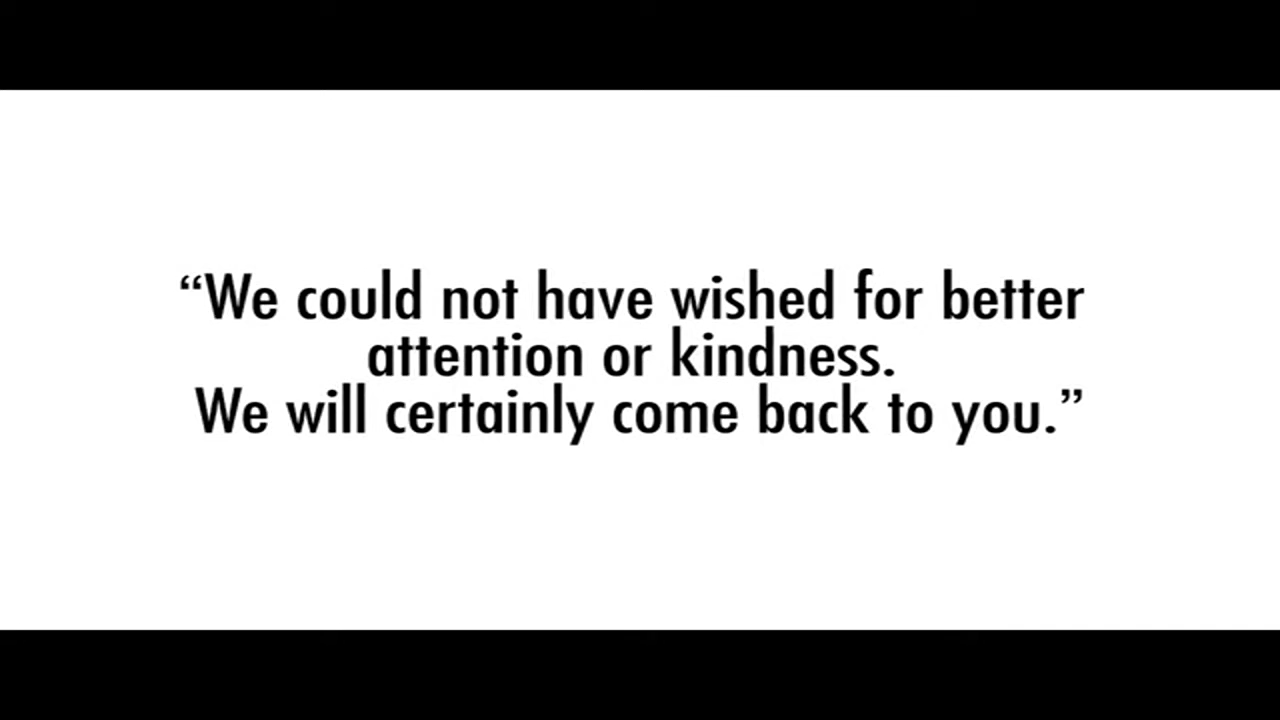 “We could not have wished for better
attention or kindness.
We will certainly come back to you.”